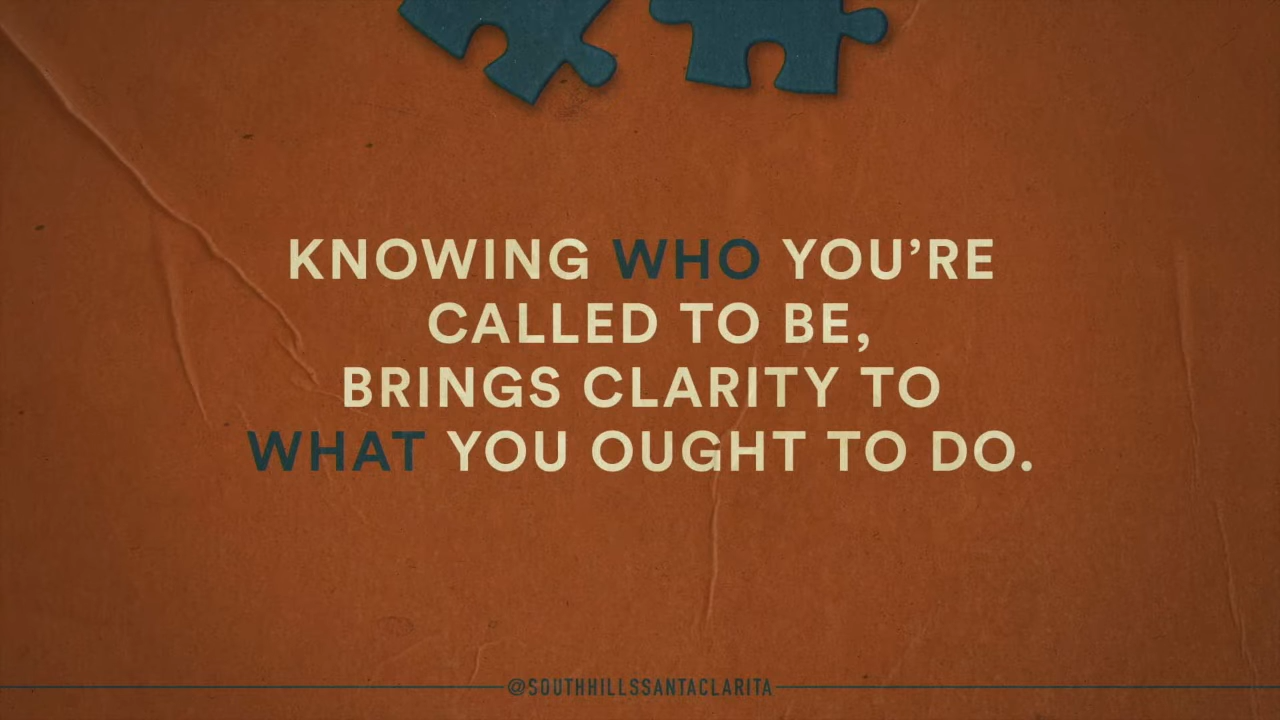 KNOWING WHO YOU’RE
CALLED TO BE,
BRINGS CLARITY TO
WHAT YOU OUGHT TO DO.
@SOUTHHILLSSANTACLARITA